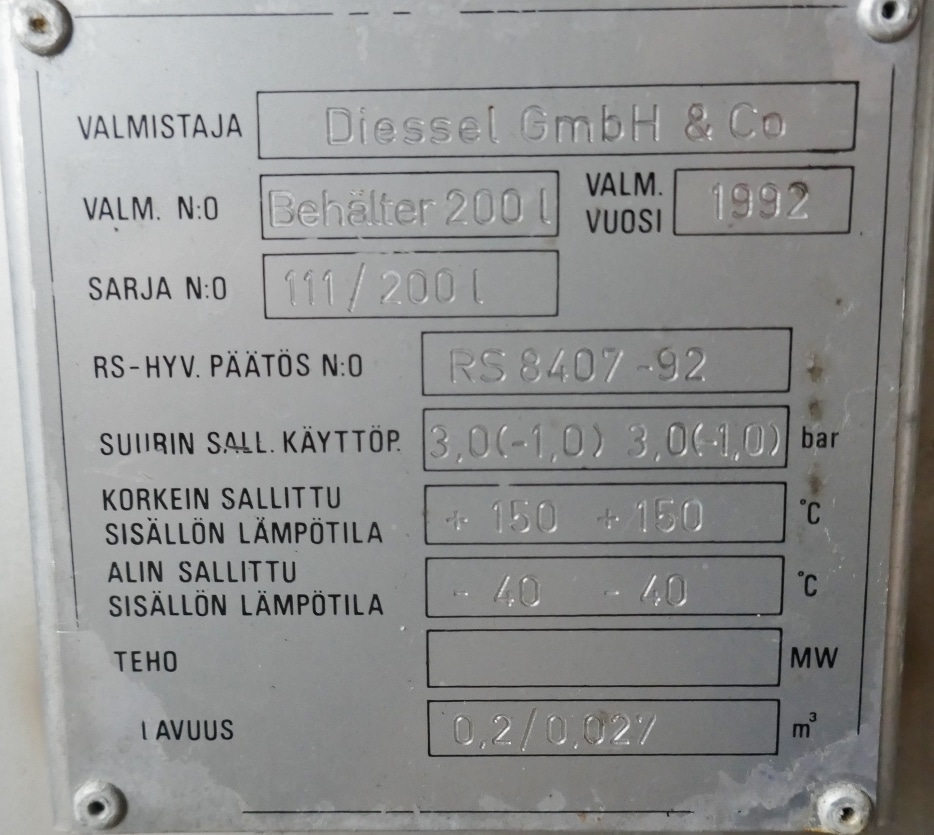 VALMISTAJA Diessel GmbH & Co
VALM. N:O Behälter 200 l VALM. VUOSI 1992
SARJA N:O 111/200 l
RS-HYV. PÄÄTÖS N:O RS 8407-92
SUURIN SALL. KÄYTTÖP. 3,0(-1,0) 3,0(-1,0) bar
KORKEIN SALLITTU
SISÄLLÖN LÄMPÖTILA + 150 + 150 °C
ALIN SALLITTU
SISÄLLÖN LÄMPÖTILA - 40 - 40 °C
TEHO MW
LAVUUS 0,2/0,027 m³